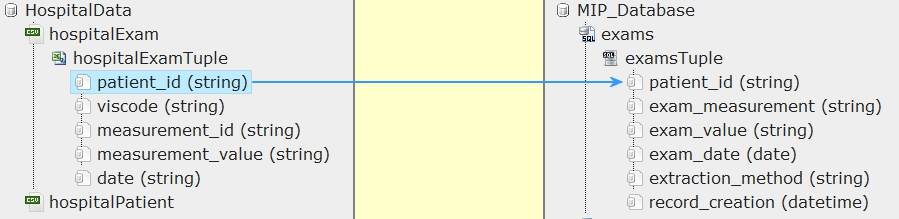 HospitalData
hospitalExam
hospitalExamTuple
patient_id (string)
viscode (string)
measurement_id (string)
measurement_value (string)
date (string)
hospitalPatient
MIP_Database
exams
examsTuple
patient_id (string)
exam_measurement (string)
exam_value (string)
exam_date (date)
extraction_method (string)
record_creation (datetime)